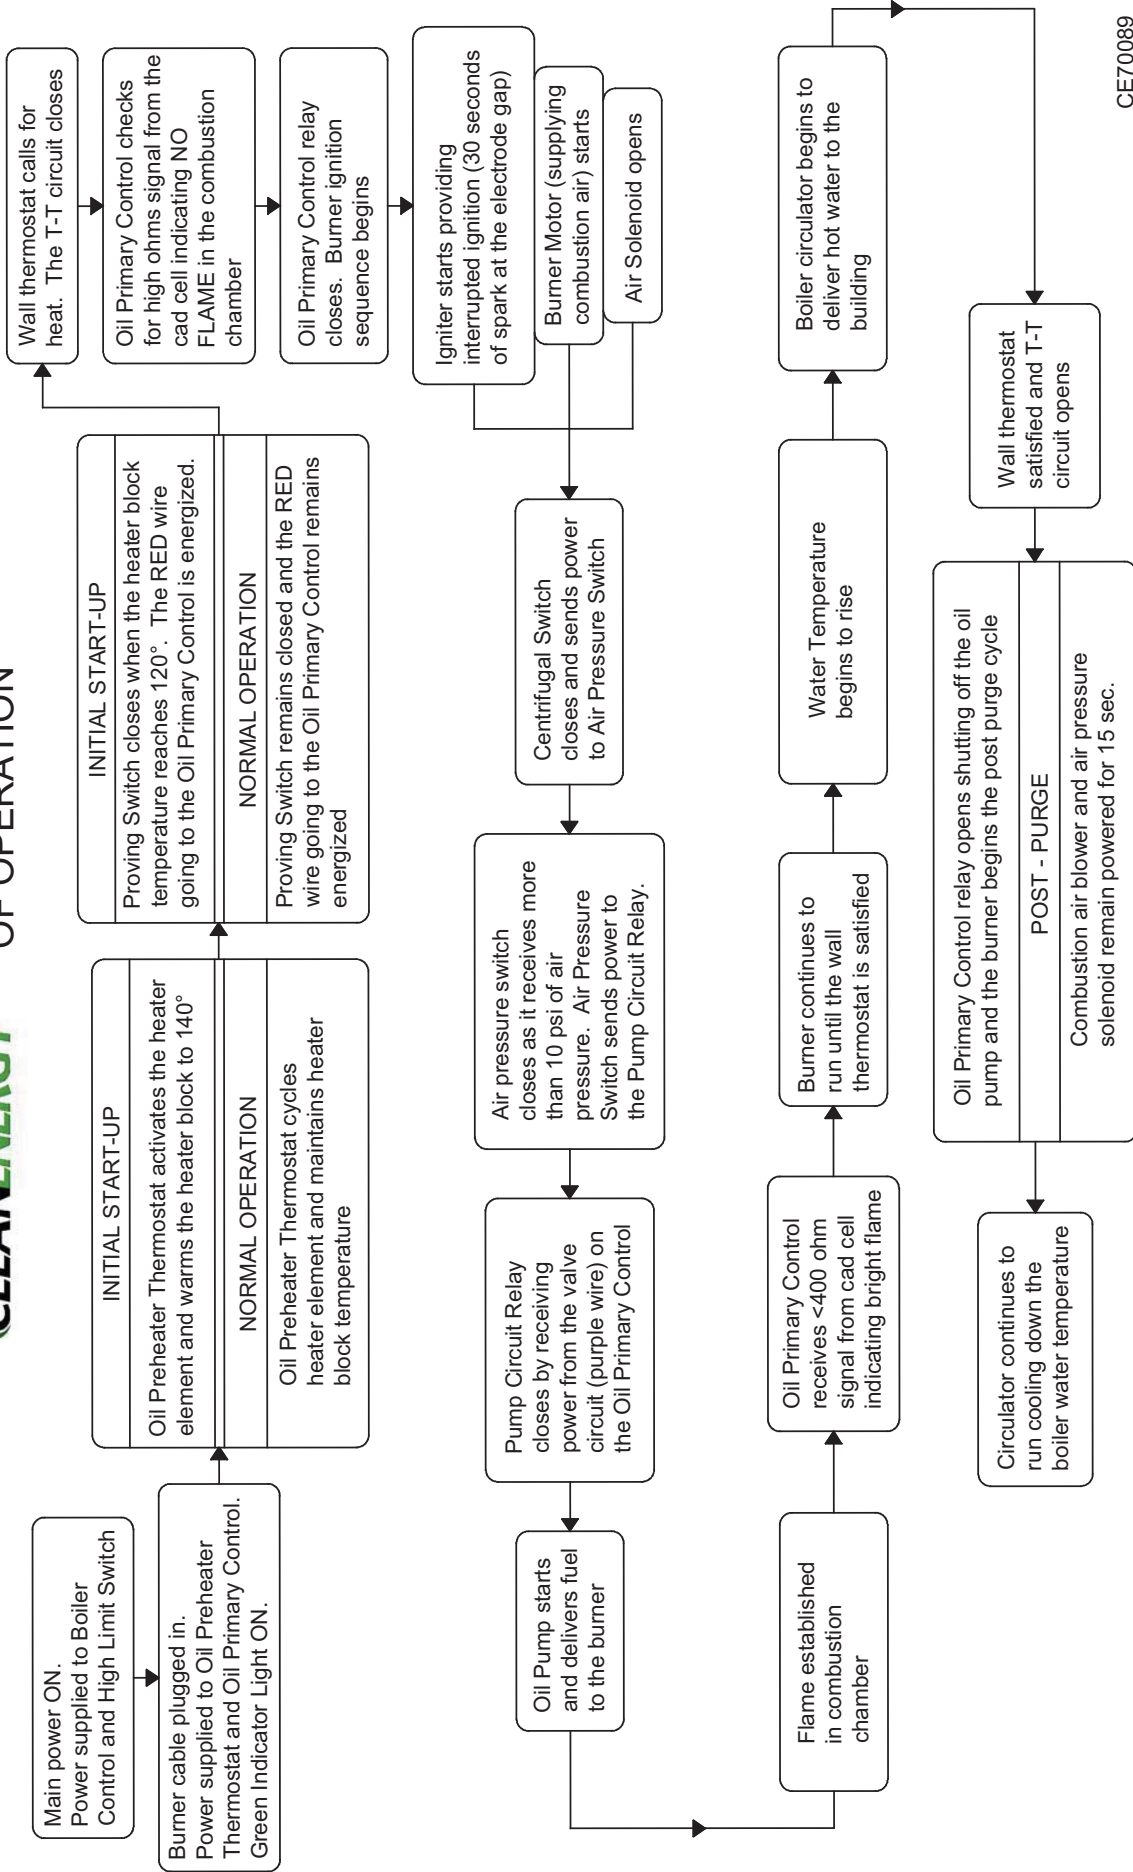 CLEANENERGY
OF OPERATION
Main power ON.
Power supplied to Boiler
Control and High Limit Switch
Burner cable plugged in.
Power supplied to Oil Preheater
Thermostat and Oil Primary Control.
Green Indicator Light ON.
INITIAL START-UP
Oil Preheater Thermostat activates the heater
element and warms the heater block to 140°
NORMAL OPERATION
Oil Preheater Thermostat cycles
heater element and maintains heater
block temperature
INITIAL START-UP
Proving Switch closes when the heater block
temperature reaches 120°. The RED wire
going to the Oil Primary Control is energized.
NORMAL OPERATION
Proving Switch remains closed and the RED
wire going to the Oil Primary Control remains
energized
Wall thermostat calls for
heat. The T-T circuit closes
Oil Primary Control checks
for high ohms signal from the
cad cell indicating NO
FLAME in the combustion
chamber
Oil Primary Control relay
closes. Burner ignition
sequence begins
Igniter starts providing
interrupted ignition (30 seconds
of spark at the electrode gap)
Burner Motor (supplying
combustion air) starts
Air Solenoid opens
Centrifugal Switch
closes and sends power
to Air Pressure Switch
Air pressure switch
closes as it receives more
than 10 psi of air
pressure. Air Pressure
Switch sends power to
the Pump Circuit Relay.
Pump Circuit Relay
closes by receiving
power from the valve
circuit (purple wire) on
the Oil Primary Control
Oil Pump starts
and delivers fuel
to the burner
Flame established
in combustion
chamber
Oil Primary Control
receives <400 ohm
signal from cad cell
indicating bright flame
Burner continues to
run until the wall
thermostat is satisfied
Water Temperature
begins to rise
Boiler circulator begins to
deliver hot water to the
building
Wall thermostat
satisfied and T-T
circuit opens
Oil Primary Control relay opens shutting off the oil
pump and the burner begins the post purge cycle
POST - PURGE
Combustion air blower and air pressure
solenoid remain powered for 15 sec.
Circulator continues to
run cooling down the
boiler water temperature
CE70089